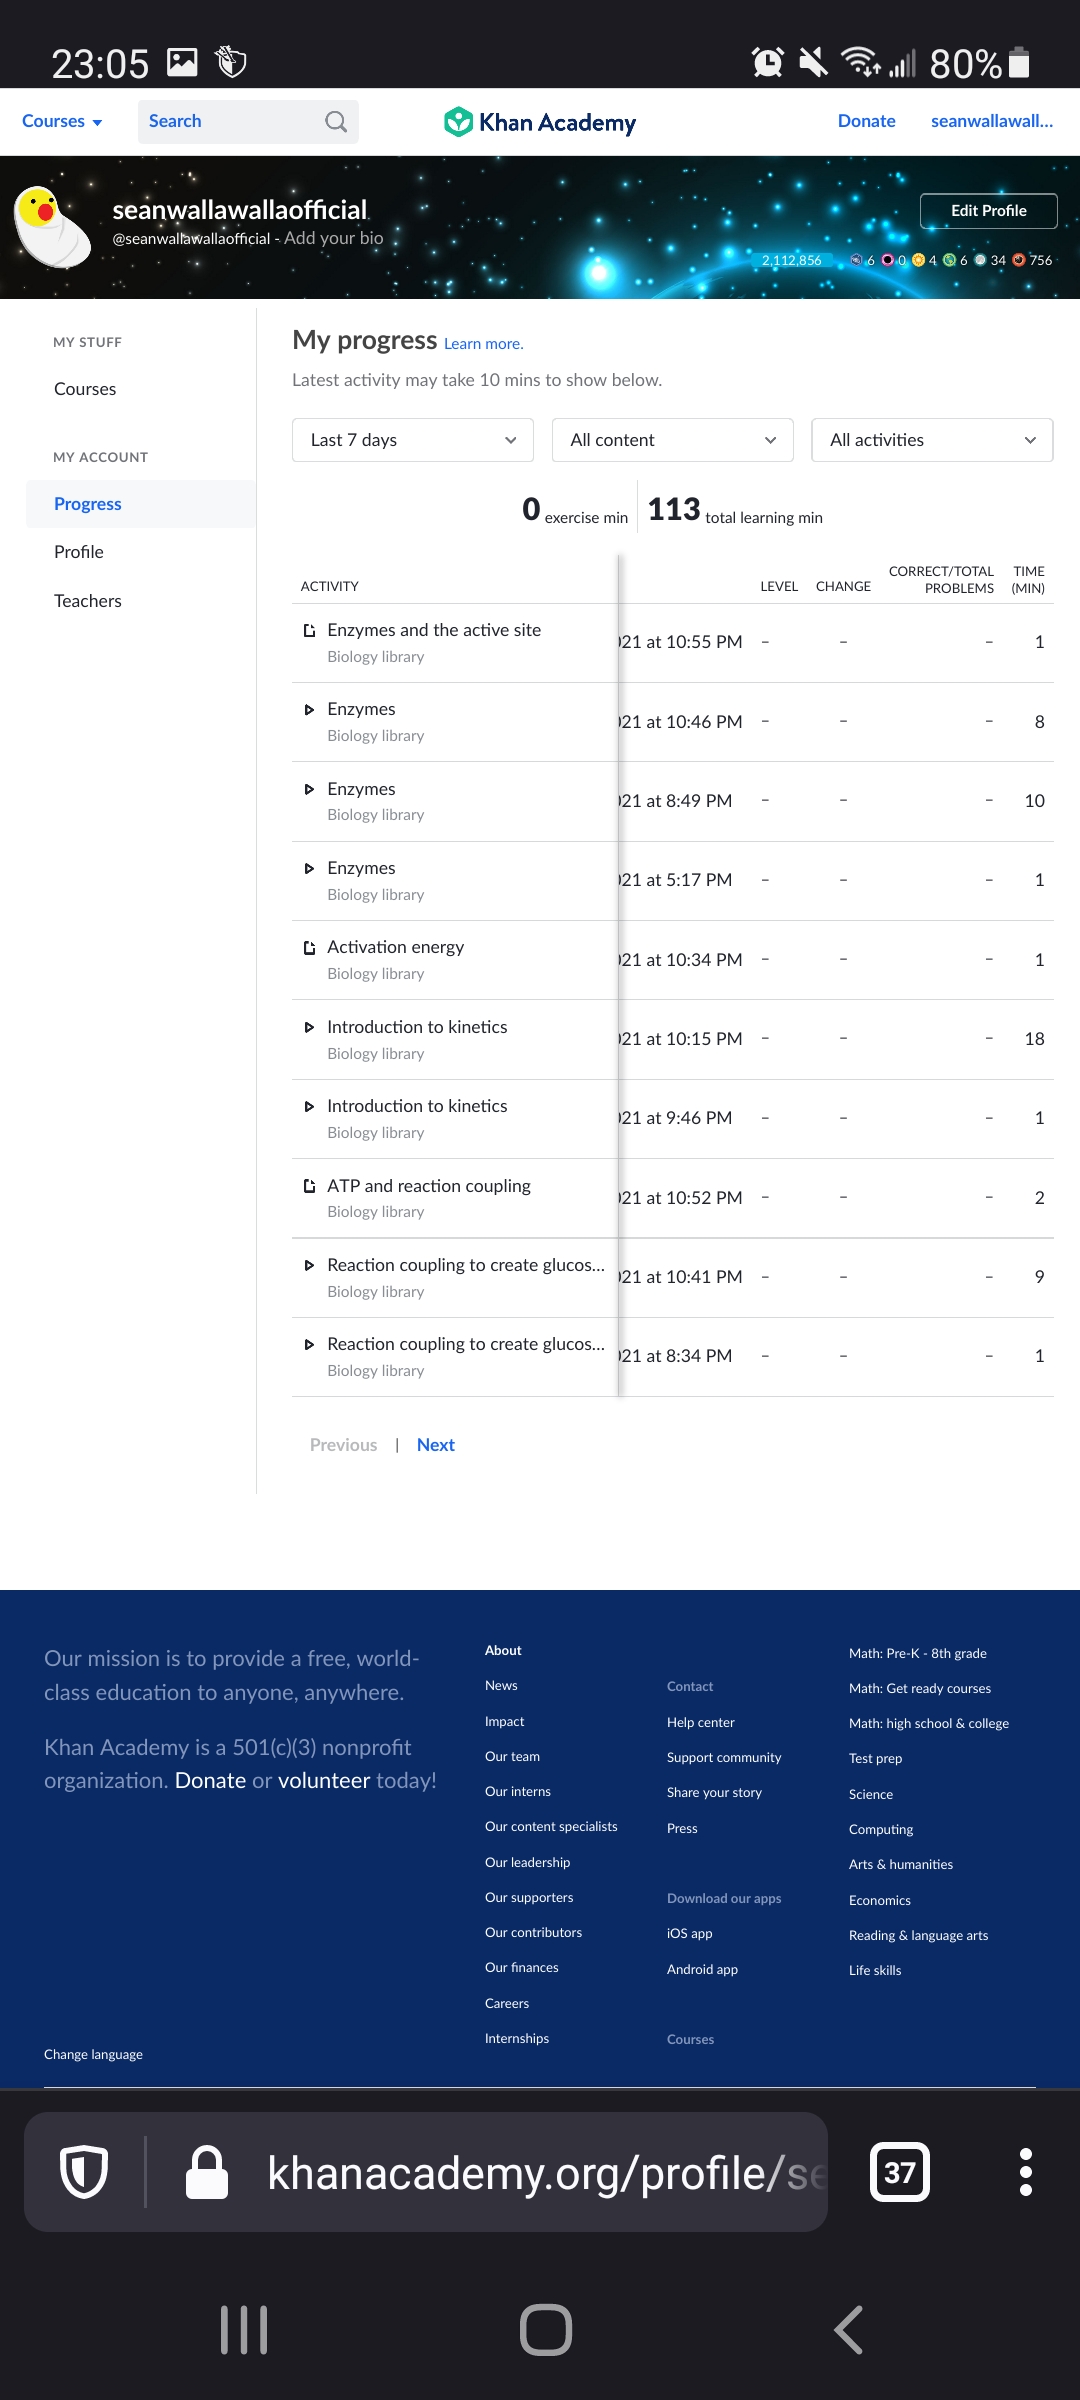 23:05 80%
Courses Search Khan Academy Donate seanwallawall...
seanwallawallaofficial
@seanwallawallaofficial - Add your bio
Edit Profile
2,112,856 6 0 4 6 34 756
MY STUFF
Courses
MY ACCOUNT
Progress
Profile
Teachers
My progress Learn more.
Latest activity may take 10 mins to show below.
Last 7 days All content All activities
0 exercise min 113 total learning min
ACTIVITY LEVEL CHANGE CORRECT/TOTAL PROBLEMS TIME (MIN)
Enzymes and the active site 21 at 10:55 PM – – – 1
Biology library
Enzymes 21 at 10:46 PM – – – 8
Biology library
Enzymes 21 at 8:49 PM – – – 10
Biology library
Enzymes 21 at 5:17 PM – – – 1
Biology library
Activation energy 21 at 10:34 PM – – – 1
Biology library
Introduction to kinetics 21 at 10:15 PM – – – 18
Biology library
Introduction to kinetics 21 at 9:46 PM – – – 1
Biology library
ATP and reaction coupling 21 at 10:52 PM – – – 2
Biology library
Reaction coupling to create glucos... 21 at 10:41 PM – – – 9
Biology library
Reaction coupling to create glucos... 21 at 8:34 PM – – – 1
Biology library
Previous | Next
Our mission is to provide a free, world-
class education to anyone, anywhere.
Khan Academy is a 501(c)(3) nonprofit
organization. Donate or volunteer today!
Change language
About
News
Impact
Our team
Our interns
Our content specialists
Our leadership
Our supporters
Our contributors
Our finances
Careers
Internships
Contact
Help center
Support community
Share your story
Press
Download our apps
iOS app
Android app
Courses
Math: Pre-K - 8th grade
Math: Get ready courses
Math: high school & college
Test prep
Science
Computing
Arts & humanities
Economics
Reading & language arts
Life skills
khanacademy.org/profile/se 37